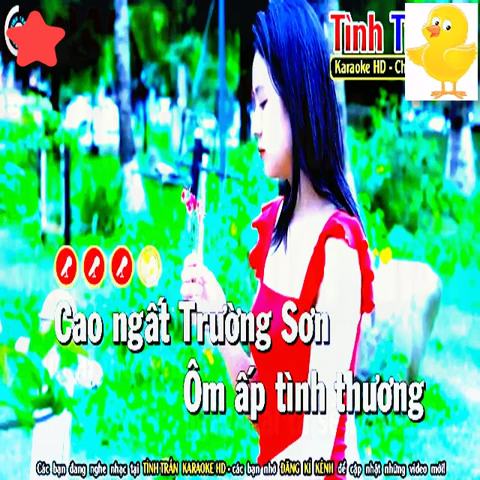 Tình
Karaoke HD - Ch
Cao ngất Trường Sơn
Ôm ấp tình thương
Các bạn đang nghe nhạc tại TÌNH TRẦN KARAOKE HD - các bạn nhớ ĐĂNG KÍ KÊNH để cập nhật những video mới!